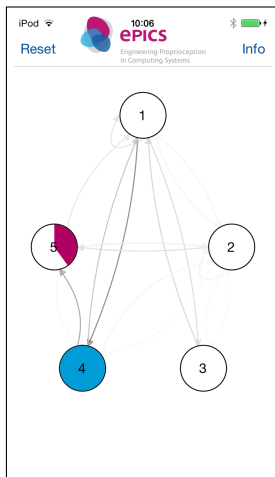 iPod 10:06
Reset EPiCS Info
Engineering Proprioception
in Computing Systems
1
5 2
4 3